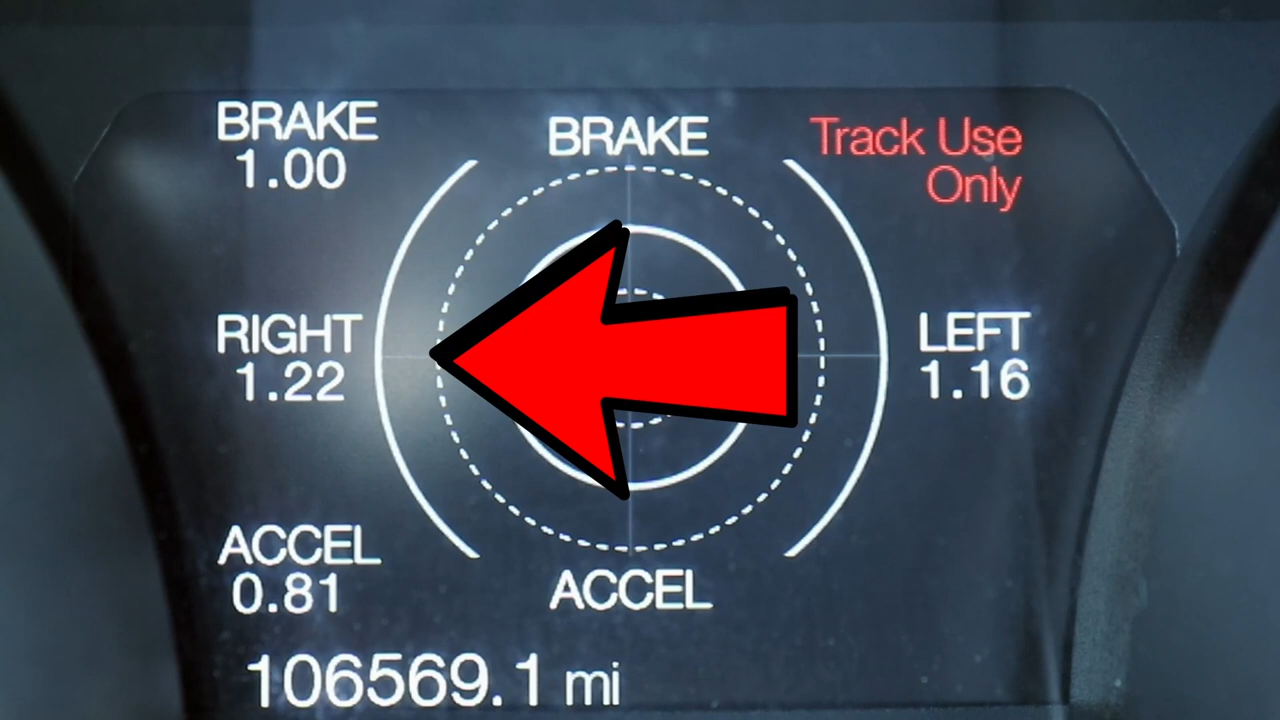 BRAKE
1.00
BRAKE
Track Use
Only
RIGHT
1.22
LEFT
1.16
ACCEL
0.81
ACCEL
106569.1 mi